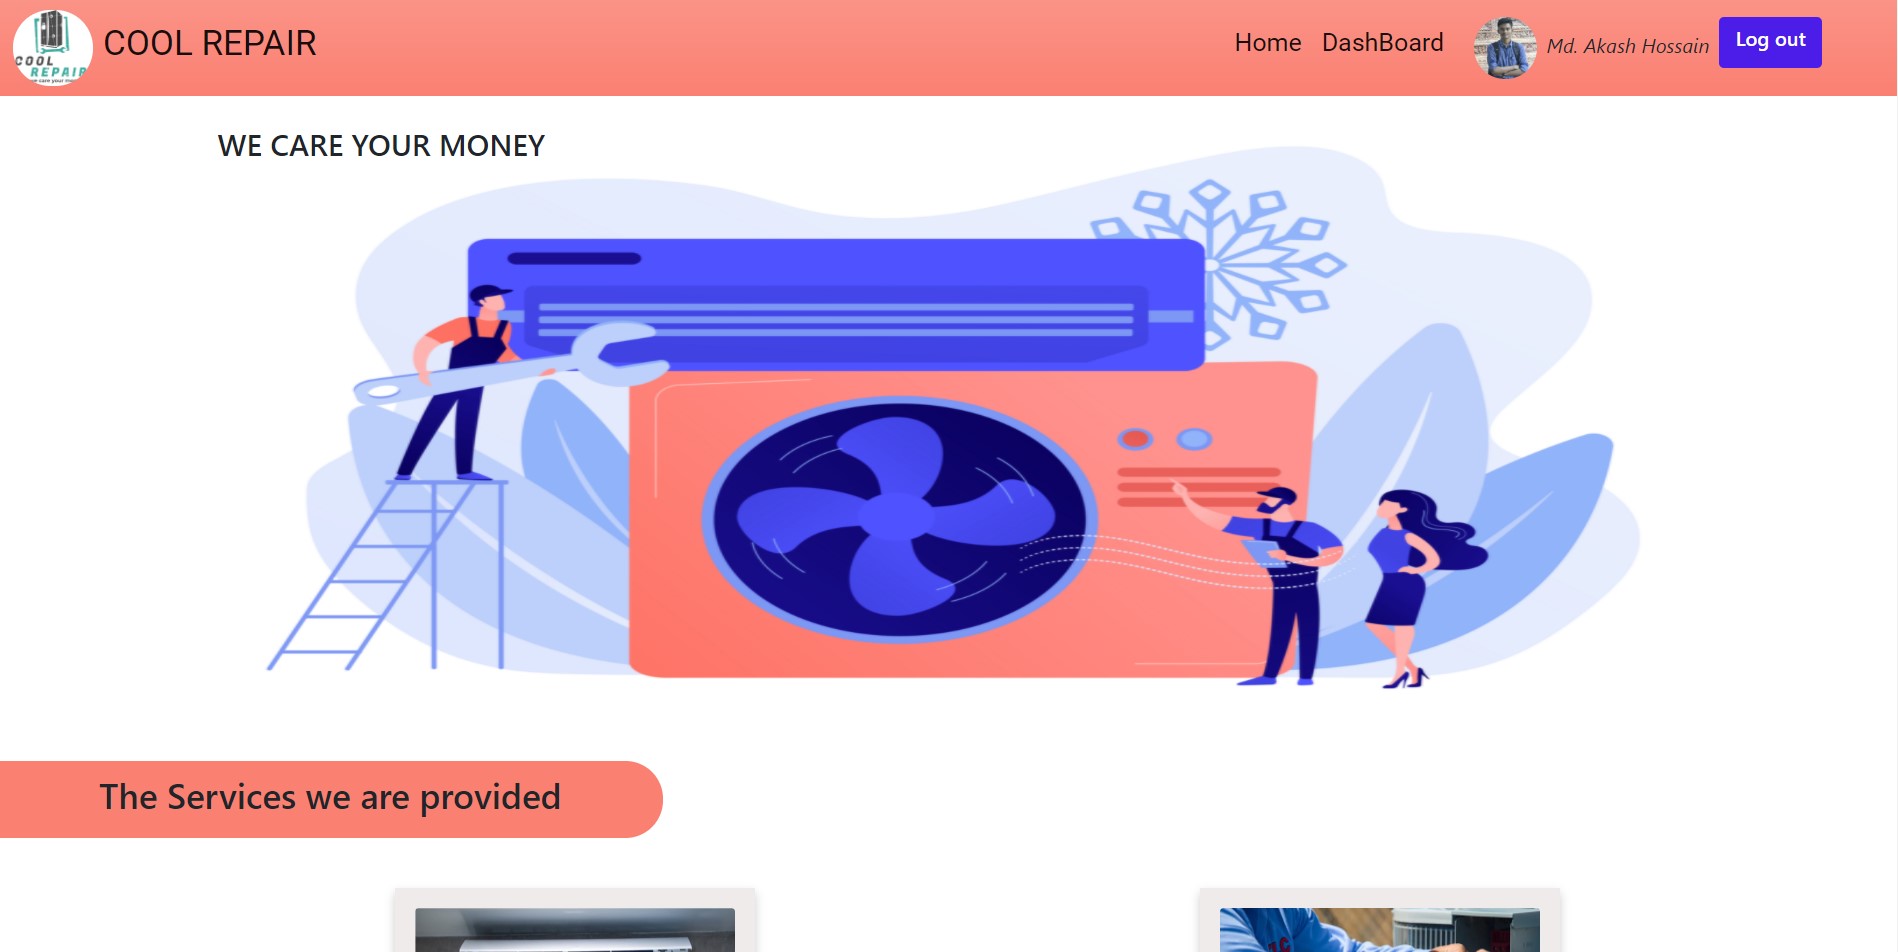 COOL
REPAIR
COOL REPAIR
Home DashBoard Md. Akash Hossain Log out
WE CARE YOUR MONEY
The Services we are provided